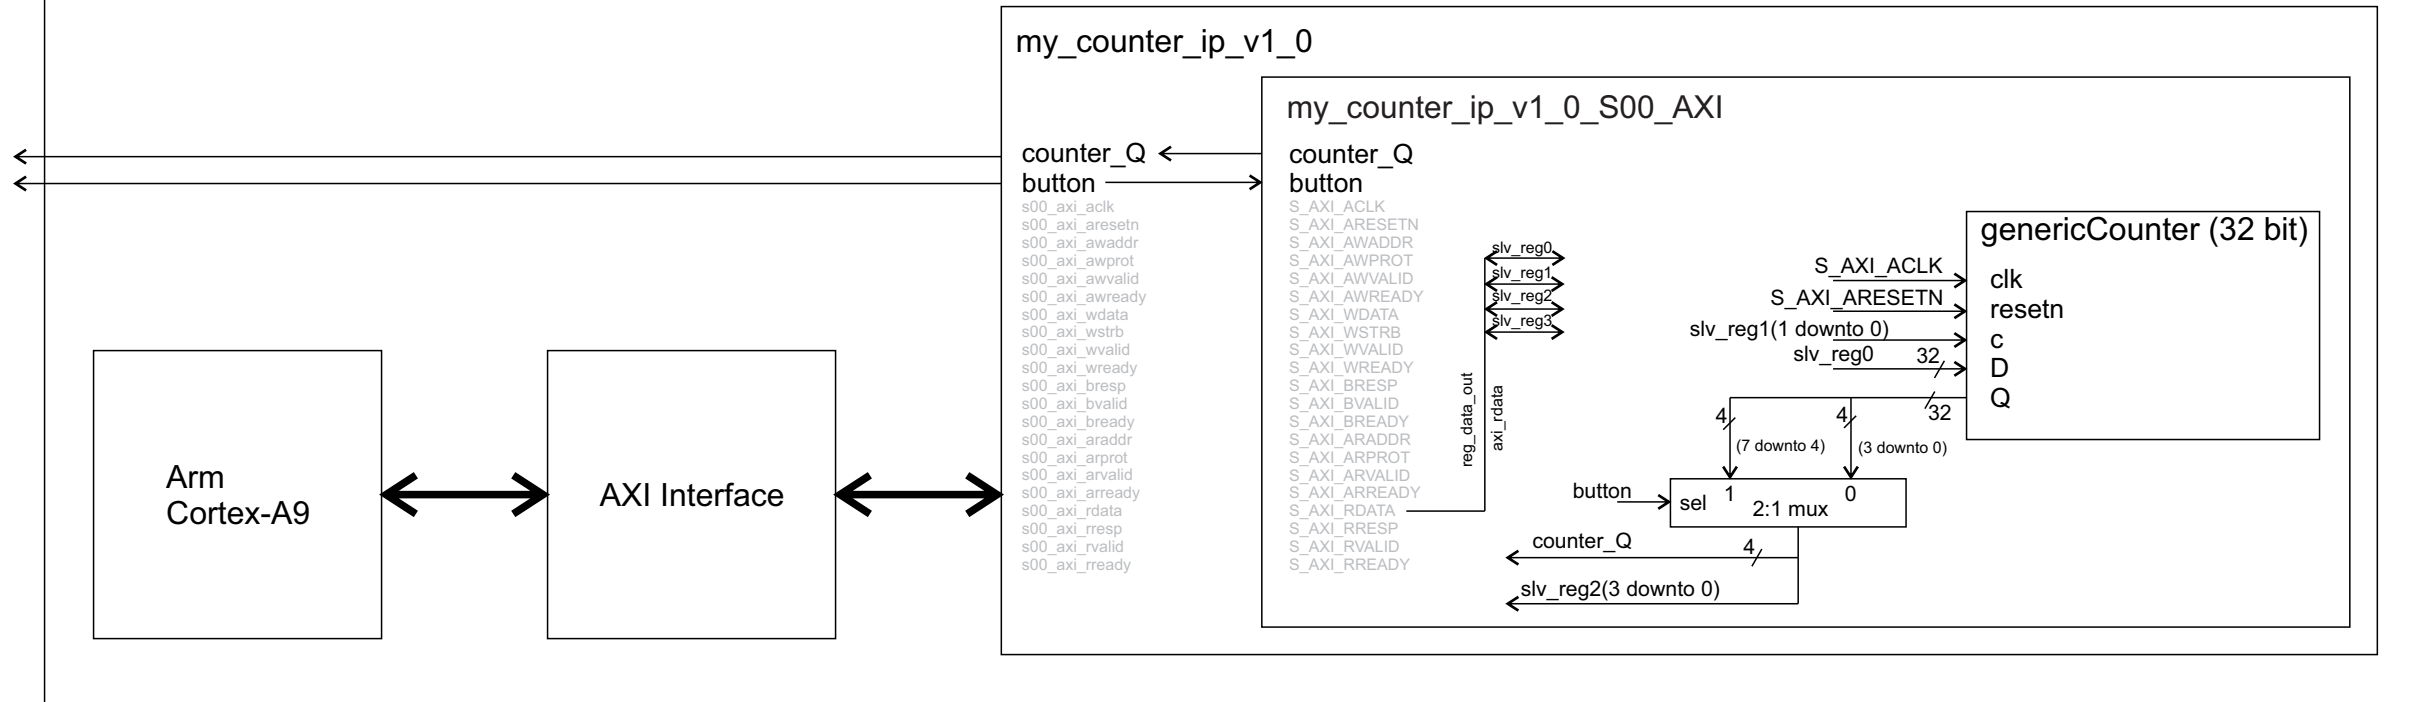 my_counter_ip_v1_0
my_counter_ip_v1_0_S00_AXI
counter_Q
button
s00_axi_aclk
s00_axi_aresetn
s00_axi_awaddr
s00_axi_awprot
s00_axi_awvalid
s00_axi_awready
s00_axi_wdata
s00_axi_wstrb
s00_axi_wvalid
s00_axi_wready
s00_axi_bresp
s00_axi_bvalid
s00_axi_bready
s00_axi_araddr
s00_axi_arprot
s00_axi_arvalid
s00_axi_arready
s00_axi_rdata
s00_axi_rresp
s00_axi_rvalid
s00_axi_rready
counter_Q
button
S_AXI_ACLK
S_AXI_ARESETN
S_AXI_AWADDR
S_AXI_AWPROT
S_AXI_AWVALID
S_AXI_AWREADY
S_AXI_WDATA
S_AXI_WSTRB
S_AXI_WVALID
S_AXI_WREADY
S_AXI_BRESP
S_AXI_BVALID
S_AXI_BREADY
S_AXI_ARADDR
S_AXI_ARPROT
S_AXI_ARVALID
S_AXI_ARREADY
S_AXI_RDATA
S_AXI_RRESP
S_AXI_RVALID
S_AXI_RREADY
slv_reg0
slv_reg1
slv_reg2
slv_reg3
reg_data_out
axi_rdata
genericCounter (32 bit)
S_AXI_ACLK
clk
S_AXI_ARESETN
resetn
slv_reg1(1 downto 0)
c
slv_reg0
32
D
Q
32
4
4
(7 downto 4)
(3 downto 0)
button
sel
1
0
2:1 mux
counter_Q
4
slv_reg2(3 downto 0)
Arm
Cortex-A9
AXI Interface